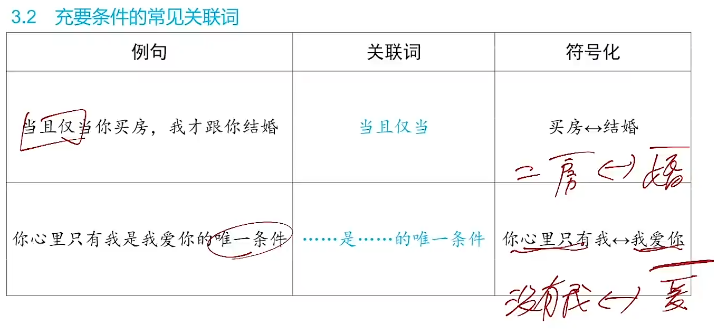 3.2 充要条件的常见关联词
例句 关联词 符号化
当且仅当你买房，我才跟你结婚 当且仅当 买房↔结婚
= 房 ↔ 婚
你心里只有我是我爱你的唯一条件 ……是……的唯一条件 你心里只有我↔我爱你
没有我 ↔ 爱